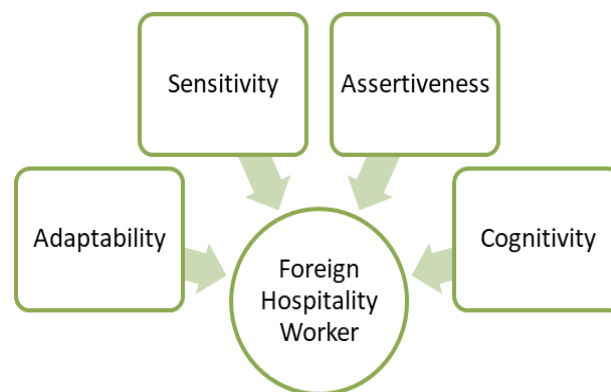 Sensitivity
Assertiveness
Adaptability
Cognitivity
Foreign
Hospitality
Worker